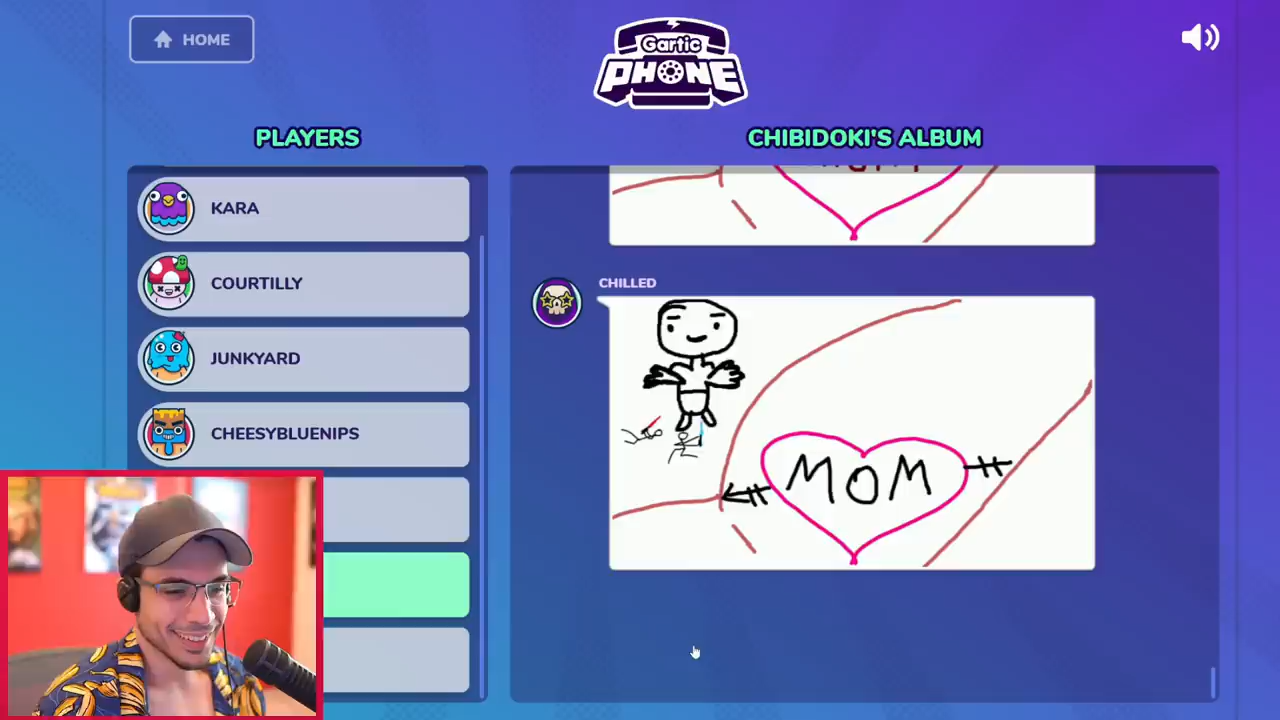 HOME
Gartic
PHONE
PLAYERS
CHIBIDOKI'S ALBUM
KARA
COURTILLY
JUNKYARD
CHEESYBLUENIPS
CHILLED
MOM